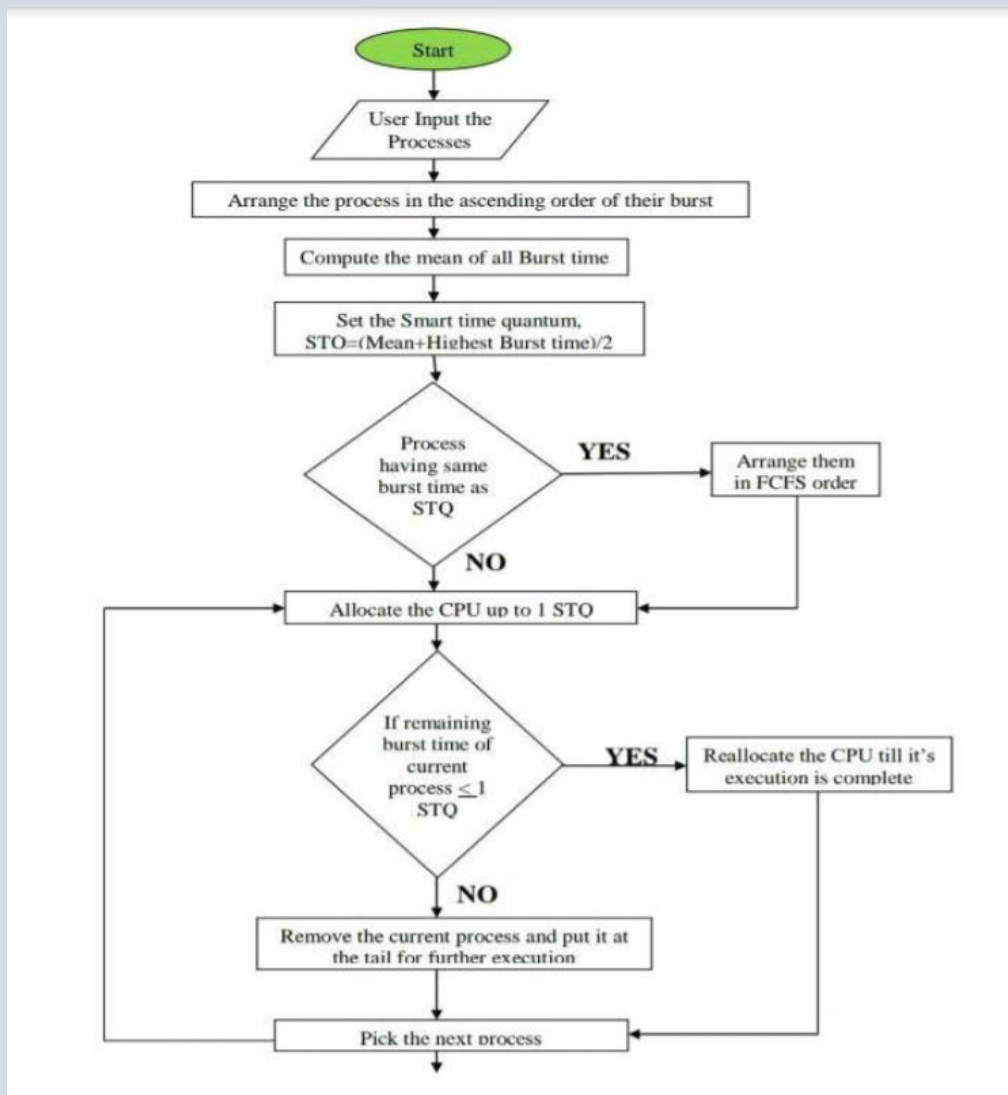 Start
User Input the
Processes
Arrange the process in the ascending order of their burst
Compute the mean of all Burst time
Set the Smart time quantum,
STQ=(Mean+Highest Burst time)/2
Process
having same
burst time as
STQ
YES
Arrange them
in FCFS order
NO
Allocate the CPU up to 1 STQ
If remaining
burst time of
current
process ≤1
STQ
YES
Reallocate the CPU till it's
execution is complete
NO
Remove the current process and put it at
the tail for further execution
Pick the next process